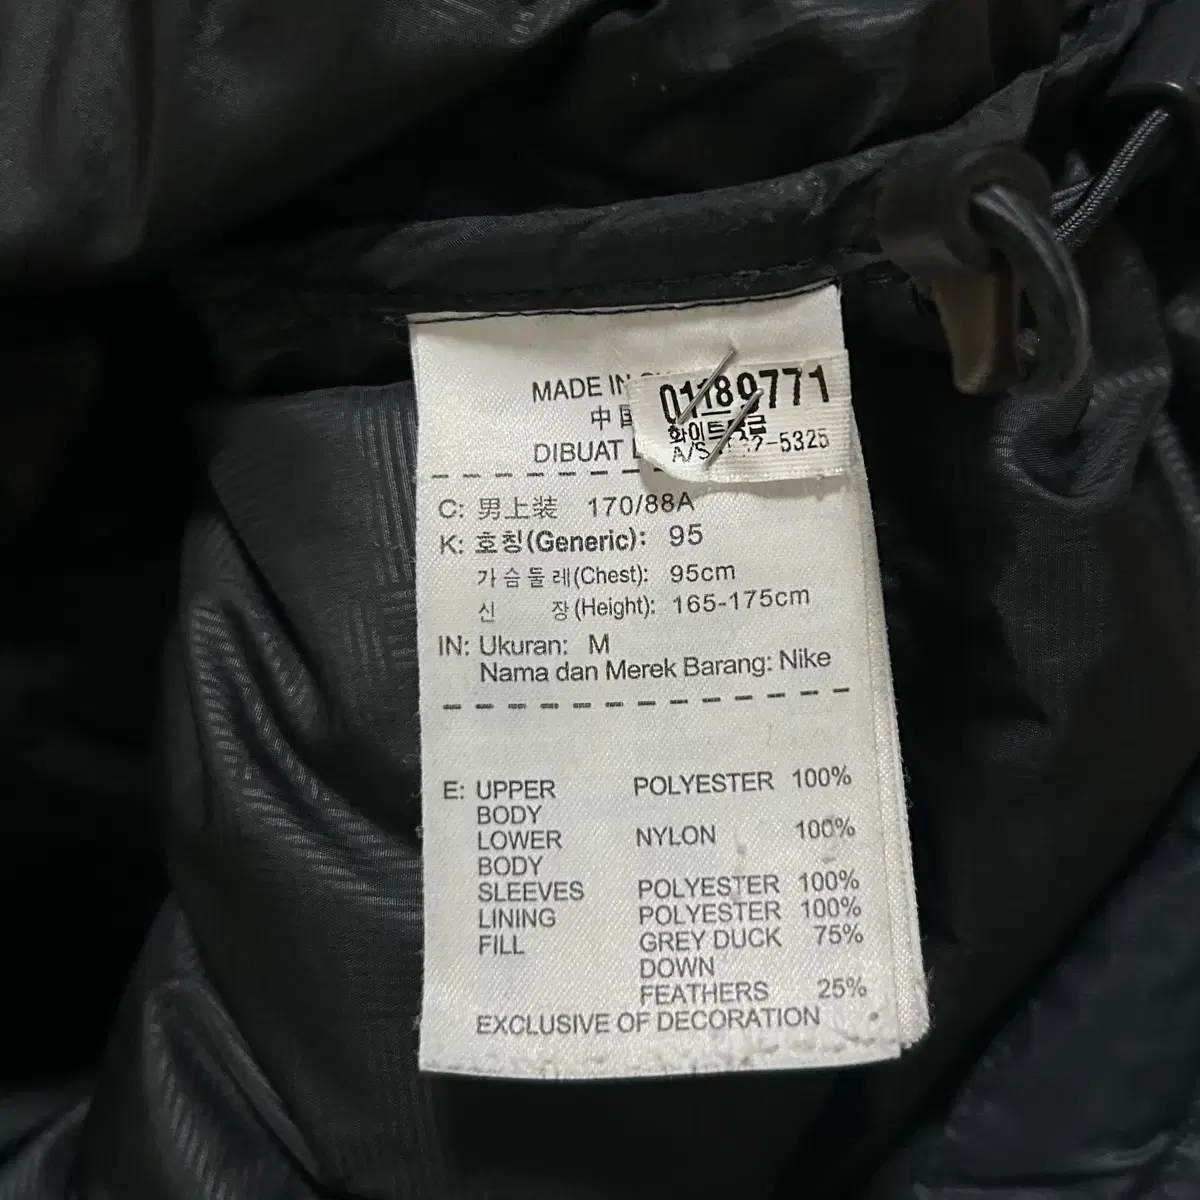 MADE IN
中国
DIBUAT
01189771
화이트
A/S 5325
C: 男上装 170/88A
K: 호칭(Generic): 95
가슴둘레(Chest): 95cm
신 장(Height): 165-175cm
IN: Ukuran: M
Nama dan Merek Barang: Nike
E: UPPER POLYESTER 100%
BODY
LOWER NYLON 100%
BODY
SLEEVES POLYESTER 100%
LINING POLYESTER 100%
FILL GREY DUCK 75%
DOWN
FEATHERS 25%
EXCLUSIVE OF DECORATION